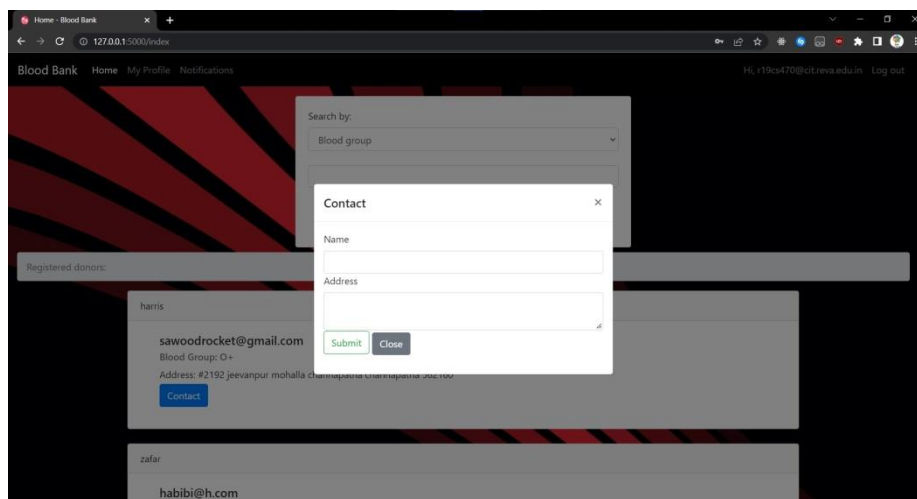 Home - Blood Bank
127.0.0.1:5000/index
Blood Bank Home My Profile Notifications Hi, r19cs470@cit.reva.edu.in Log out
Search by:
Blood group
Contact ×
Name
Address
Submit Close
Registered donors:
harris
sawoodrocket@gmail.com
Blood Group: O+
Address: #2192 jeevanpur mohalla channapatna channapatna 562160
Contact
zafar
habibi@h.com